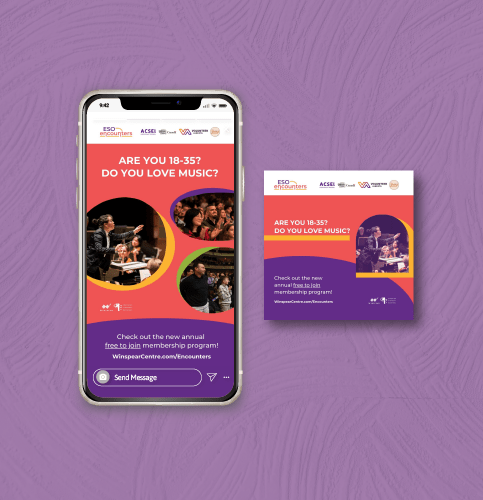 9:42
ESO
encounters
ACSEI
ARE YOU 18-35?
DO YOU LOVE MUSIC?
Check out the new annual
free to join membership program!
WinspearCentre.com/Encounters
Send Message
ESO
encounters
ACSEI
ARE YOU 18-35?
DO YOU LOVE MUSIC?
Check out the new
annual free to join
membership program!
WinspearCentre.com/Encounters